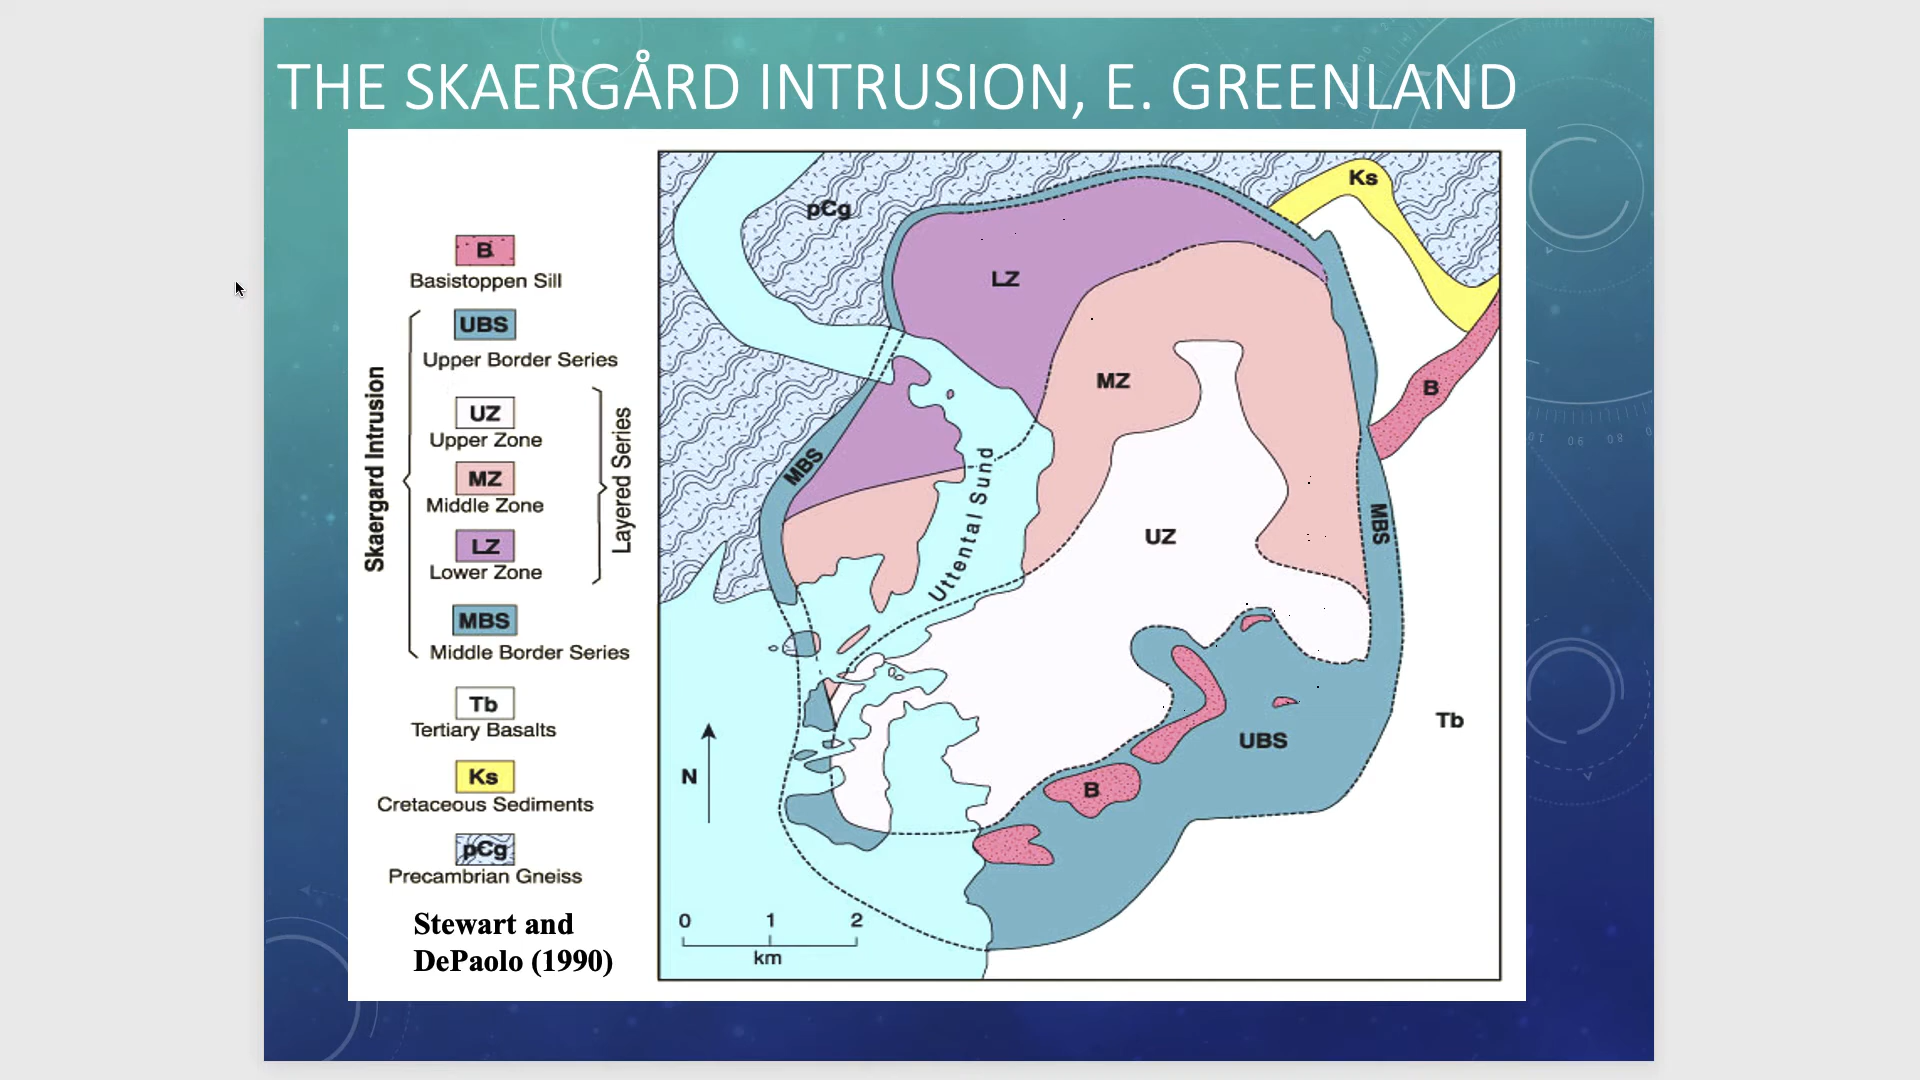 THE SKAERGÅRD INTRUSION, E. GREENLAND
B
Basistoppen Sill
UBS
Upper Border Series
UZ
Upper Zone
MZ
Middle Zone
LZ
Lower Zone
MBS
Middle Border Series
Skaergard Intrusion
Layered Series
Tb
Tertiary Basalts
Ks
Cretaceous Sediments
pЄg
Precambrian Gneiss
Stewart and
DePaolo (1990)
pЄg
Ks
LZ
MZ
B
MBS
Uttental Sund
UZ
MBS
Tb
UBS
B
N
0 1 2
km